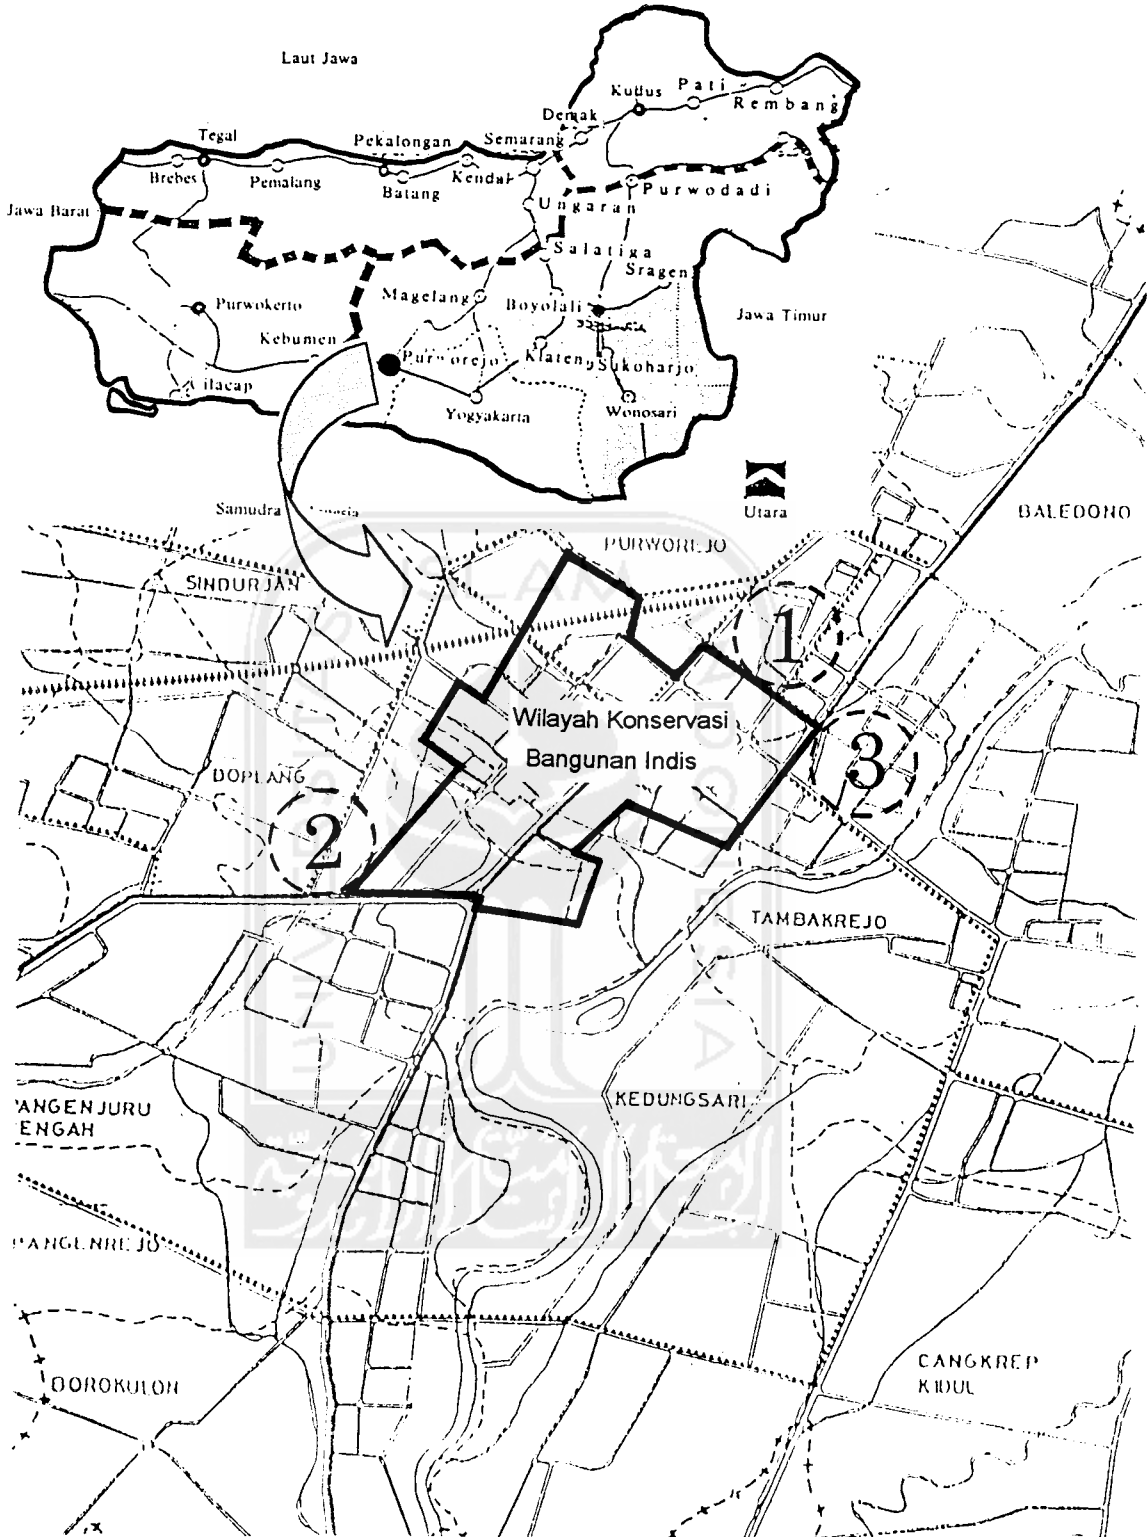 Laut Jawa
Kudus
Pati
Rembang
Demak
Tegal
Pekalongan
Semarang
Brebes
Pemalang
Batang
Kendal
Purwodadi
Jawa Barat
Ungaran
Salatiga
Sragen
Purwokerto
Magelang
Boyolali
Jawa Timur
Kebumen
Purworejo
Klaten
Sukoharjo
Cilacap
Yogyakarta
Wonosari
Samudra
Utara
BALEDONO
PURWOREJO
SINDURJAN
ISLAM
1
Wilayah Konservasi
Bangunan Indis
3
DOPLANG
2
TAMBAKREJO
KEDUNGSARI
PANGENJURU
TENGAH
PANGENREJO
DOROKULON
CANGKREP
KIDUL